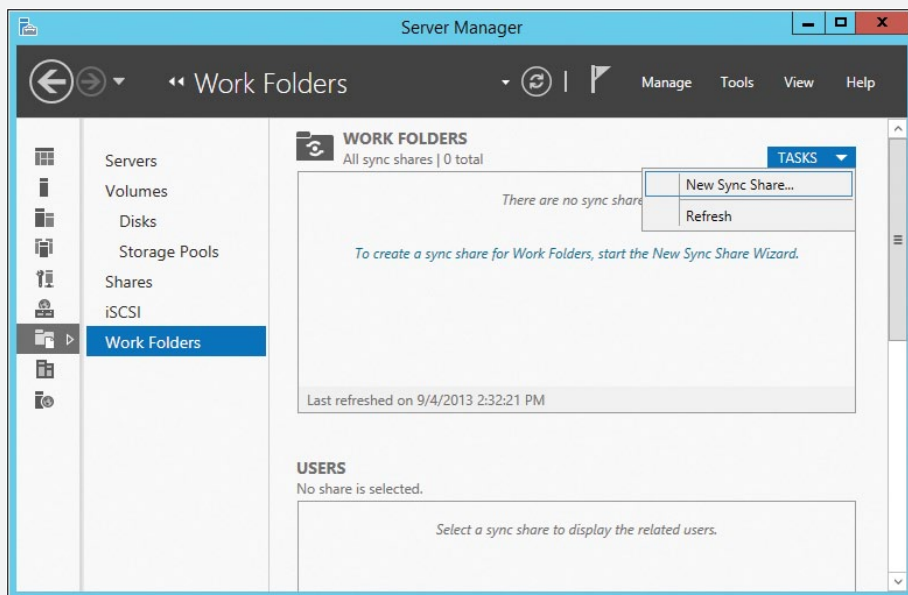 Server Manager
Work Folders
Manage Tools View Help
Servers
Volumes
Disks
Storage Pools
Shares
iSCSI
Work Folders
WORK FOLDERS
All sync shares | 0 total
TASKS
New Sync Share...
Refresh
There are no sync share
To create a sync share for Work Folders, start the New Sync Share Wizard.
Last refreshed on 9/4/2013 2:32:21 PM
USERS
No share is selected.
Select a sync share to display the related users.